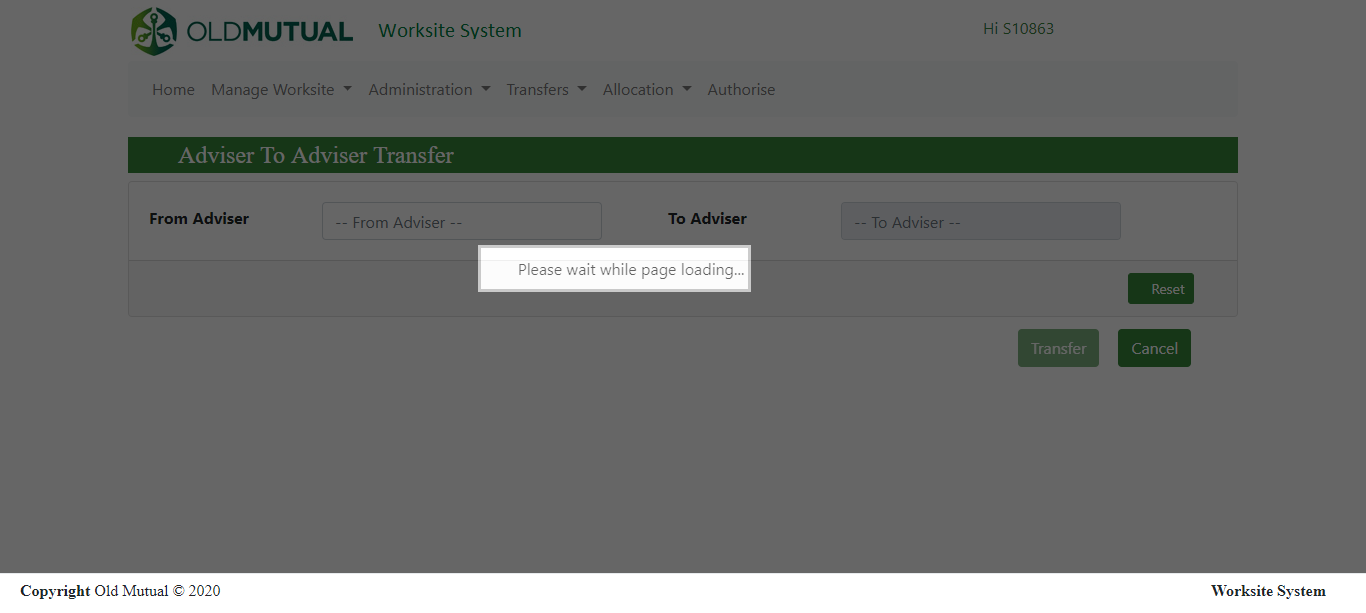 OLDMUTUAL Worksite System Hi S10863
Home Manage Worksite Administration Transfers Allocation Authorise
Adviser To Adviser Transfer
From Adviser -- From Adviser -- To Adviser -- To Adviser --
Please wait while page loading...
Reset
Transfer Cancel
Copyright Old Mutual © 2020 Worksite System